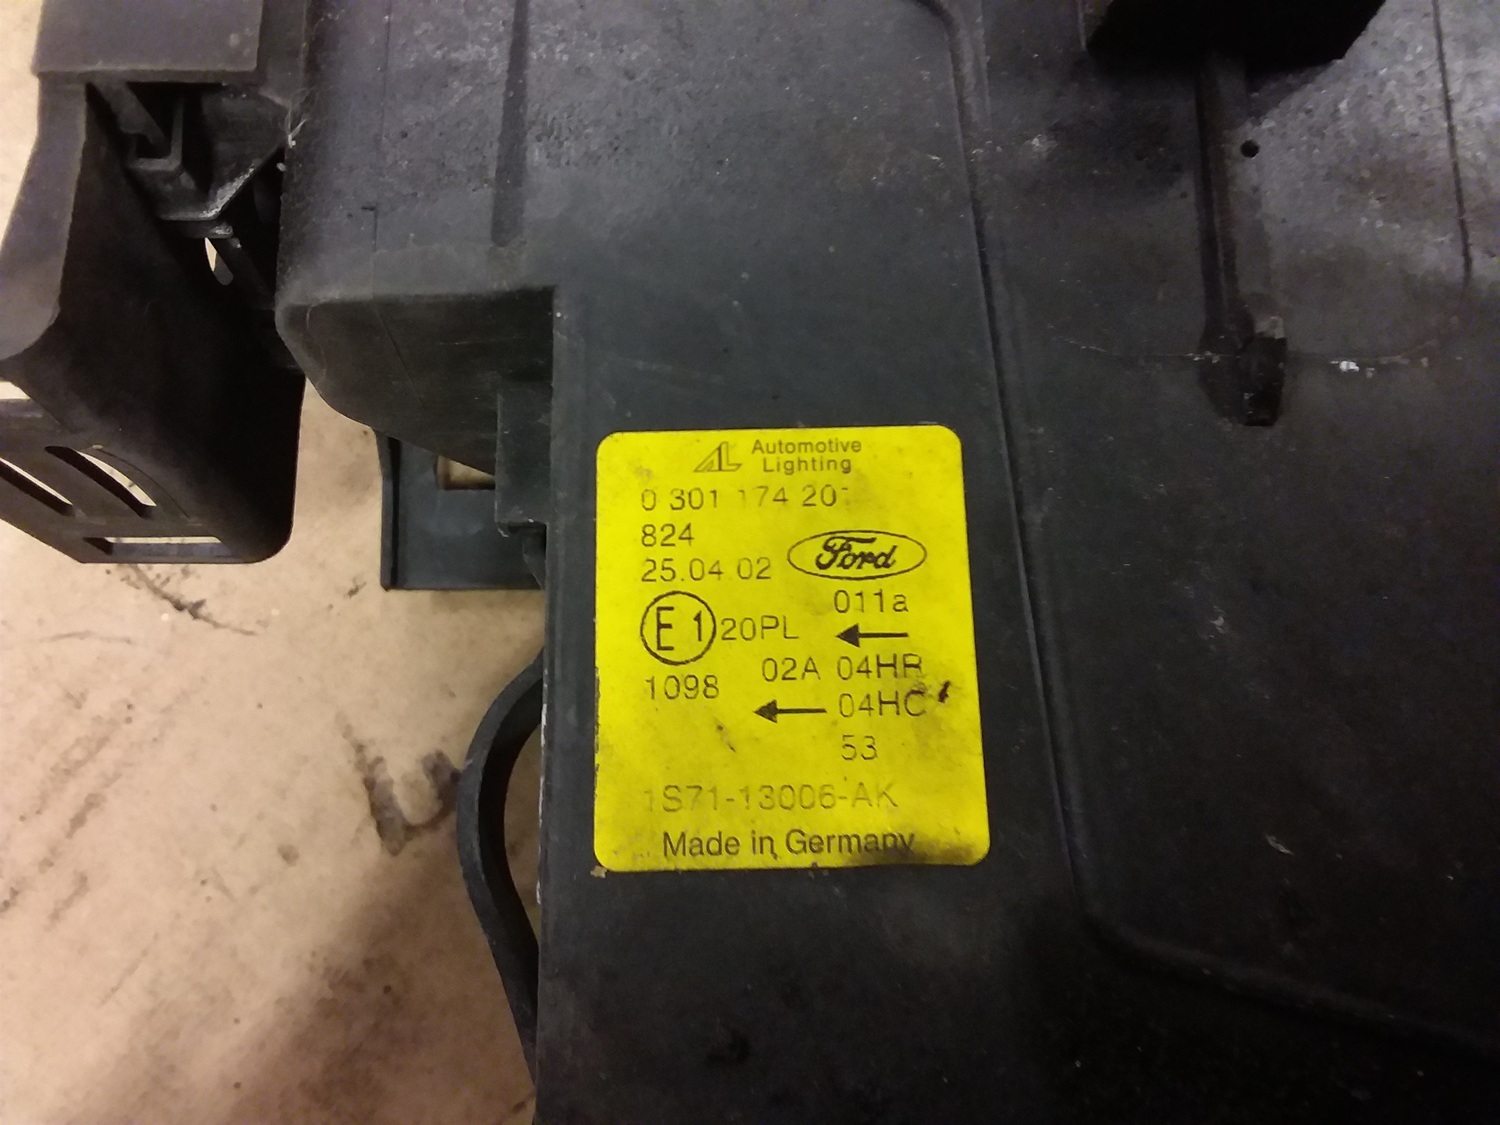 AL Automotive
Lighting
0 301 174 20
824
25.04.02
Ford
011a
E1 20PL ←
02A 04HR
1098 ← 04HC
53
1S71-13006-AK
Made in Germany